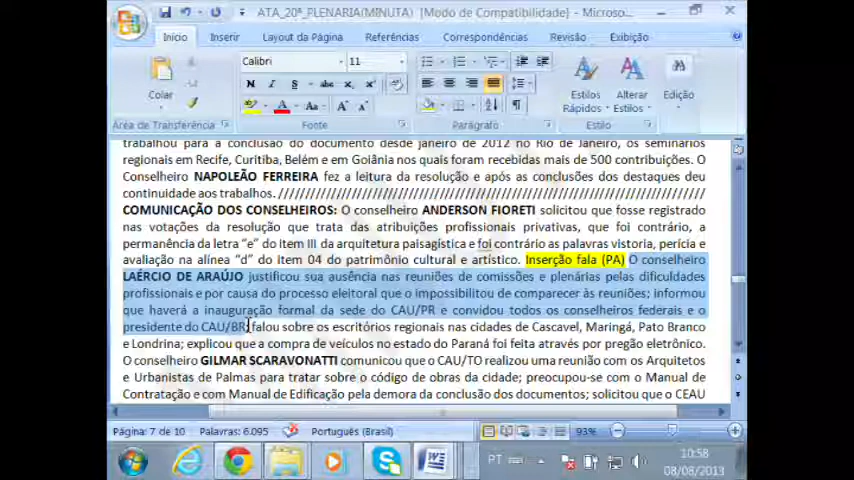 ATA_20ª_PLENARIA(MINUTA) [Modo de Compatibilidade] - Microso...
Início Inserir Layout da Página Referências Correspondências Revisão Exibição
Calibri 11
Colar
N I S abc x₂ x²
Aa A A
Estilos Rápidos Alterar Estilos Edição
Área de Transferência Fonte Parágrafo Estilo
trabalhou para a conclusão do documento desde janeiro de 2012 no Rio de Janeiro, os seminários
regionais em Recife, Curitiba, Belém e em Goiânia nos quais foram recebidas mais de 500 contribuições. O
Conselheiro NAPOLEÃO FERREIRA fez a leitura da resolução e após as conclusões dos destaques deu
continuidade aos trabalhos. ////////////////////////////////////////////////////////////////////////////////
COMUNICAÇÃO DOS CONSELHEIROS: O conselheiro ANDERSON FIORETI solicitou que fosse registrado
nas votações da resolução que trata das atribuições profissionais privativas, que foi contrário, a
permanência da letra “e” do item III da arquitetura paisagística e foi contrário as palavras vistoria, perícia e
avaliação na alínea “d” do item 04 do patrimônio cultural e artístico. Inserção fala (PA) O conselheiro
LAÉRCIO DE ARAÚJO justificou sua ausência nas reuniões de comissões e plenárias pelas dificuldades
profissionais e por causa do processo eleitoral que o impossibilitou de comparecer às reuniões; informou
que haverá a inauguração formal da sede do CAU/PR e convidou todos os conselheiros federais e o
presidente do CAU/BR; falou sobre os escritórios regionais nas cidades de Cascavel, Maringá, Pato Branco
e Londrina; explicou que a compra de veículos no estado do Paraná foi feita através por pregão eletrônico.
O conselheiro GILMAR SCARAVONATTI comunicou que o CAU/TO realizou uma reunião com os Arquitetos
e Urbanistas de Palmas para tratar sobre o código de obras da cidade; preocupou-se com o Manual de
Contratação e com Manual de Edificação pela demora da conclusão dos documentos; solicitou que o CEAU
Página: 7 de 10 Palavras: 6.095 Português (Brasil) 93%
PT 10:58
08/08/2013